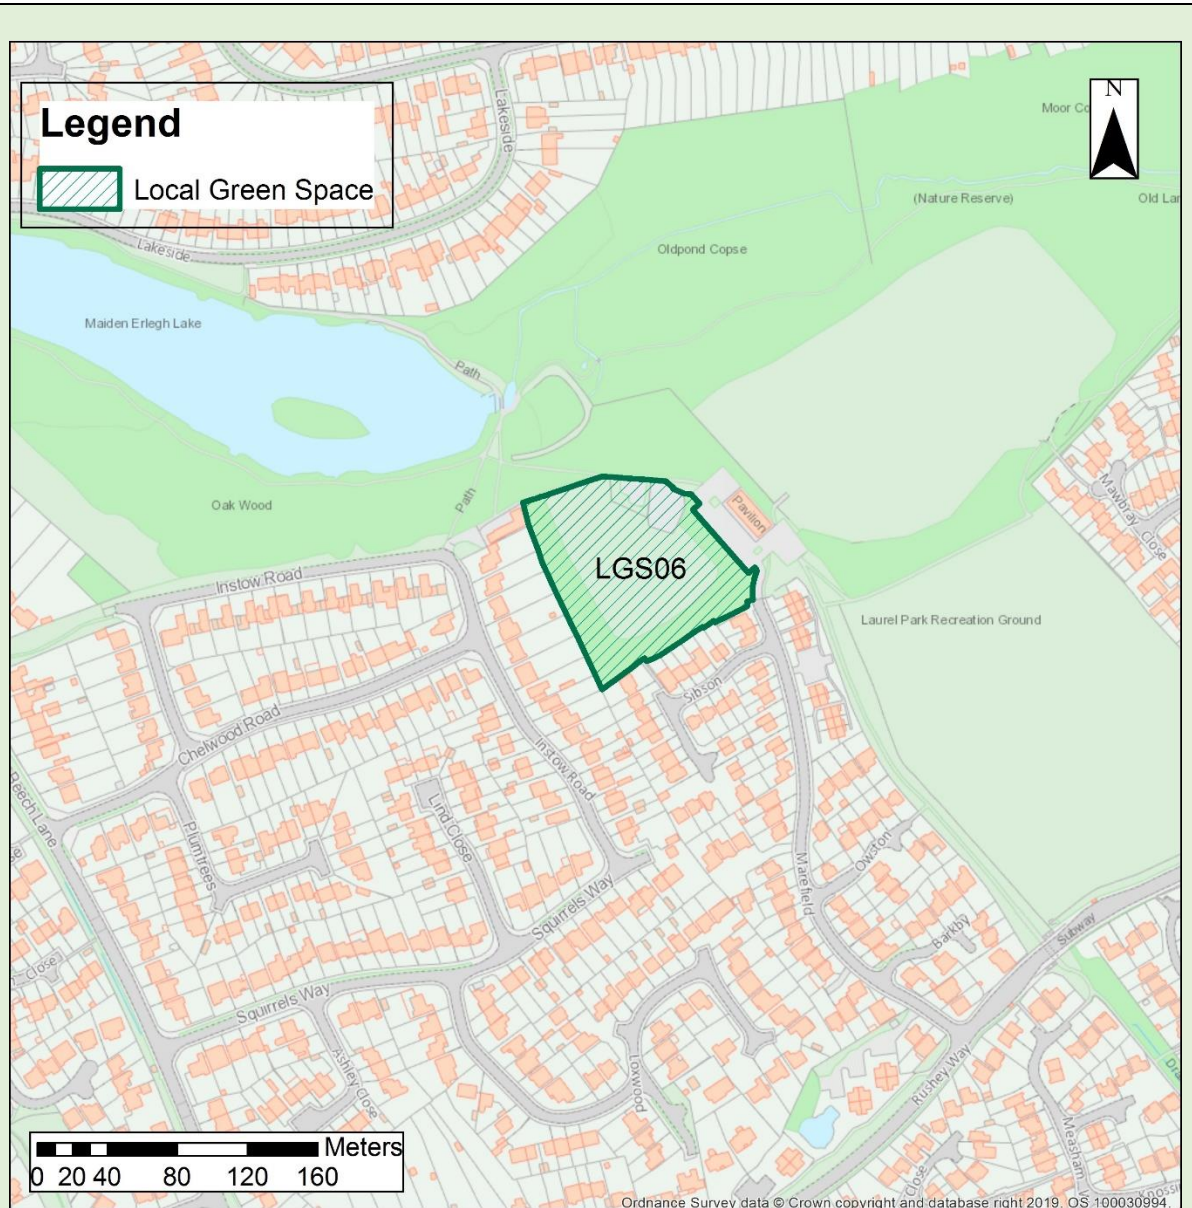 Lakeside
N
Moor Co
Legend
Local Green Space
(Nature Reserve)
Old Lan
Lakeside
Oldpond Copse
Maiden Erlegh Lake
Path
Mawbray Close
Oak Wood
Path
Pavilion
LGS06
Instow Road
Laurel Park Recreation Ground
Sibson
Chelwood Road
Instow Road
Beech Lane
Lind Close
Plumtrees
Owston
Marefield
Squirrels Way
Barkby
Subway
Close
Squirrels Way
Ashley Close
Loxwood
Rushey Way
Dra
Measham W
Meters
0 20 40 80 120 160
Close
Ordnance Survey data © Crown copyright and database right 2019. OS 100030994.